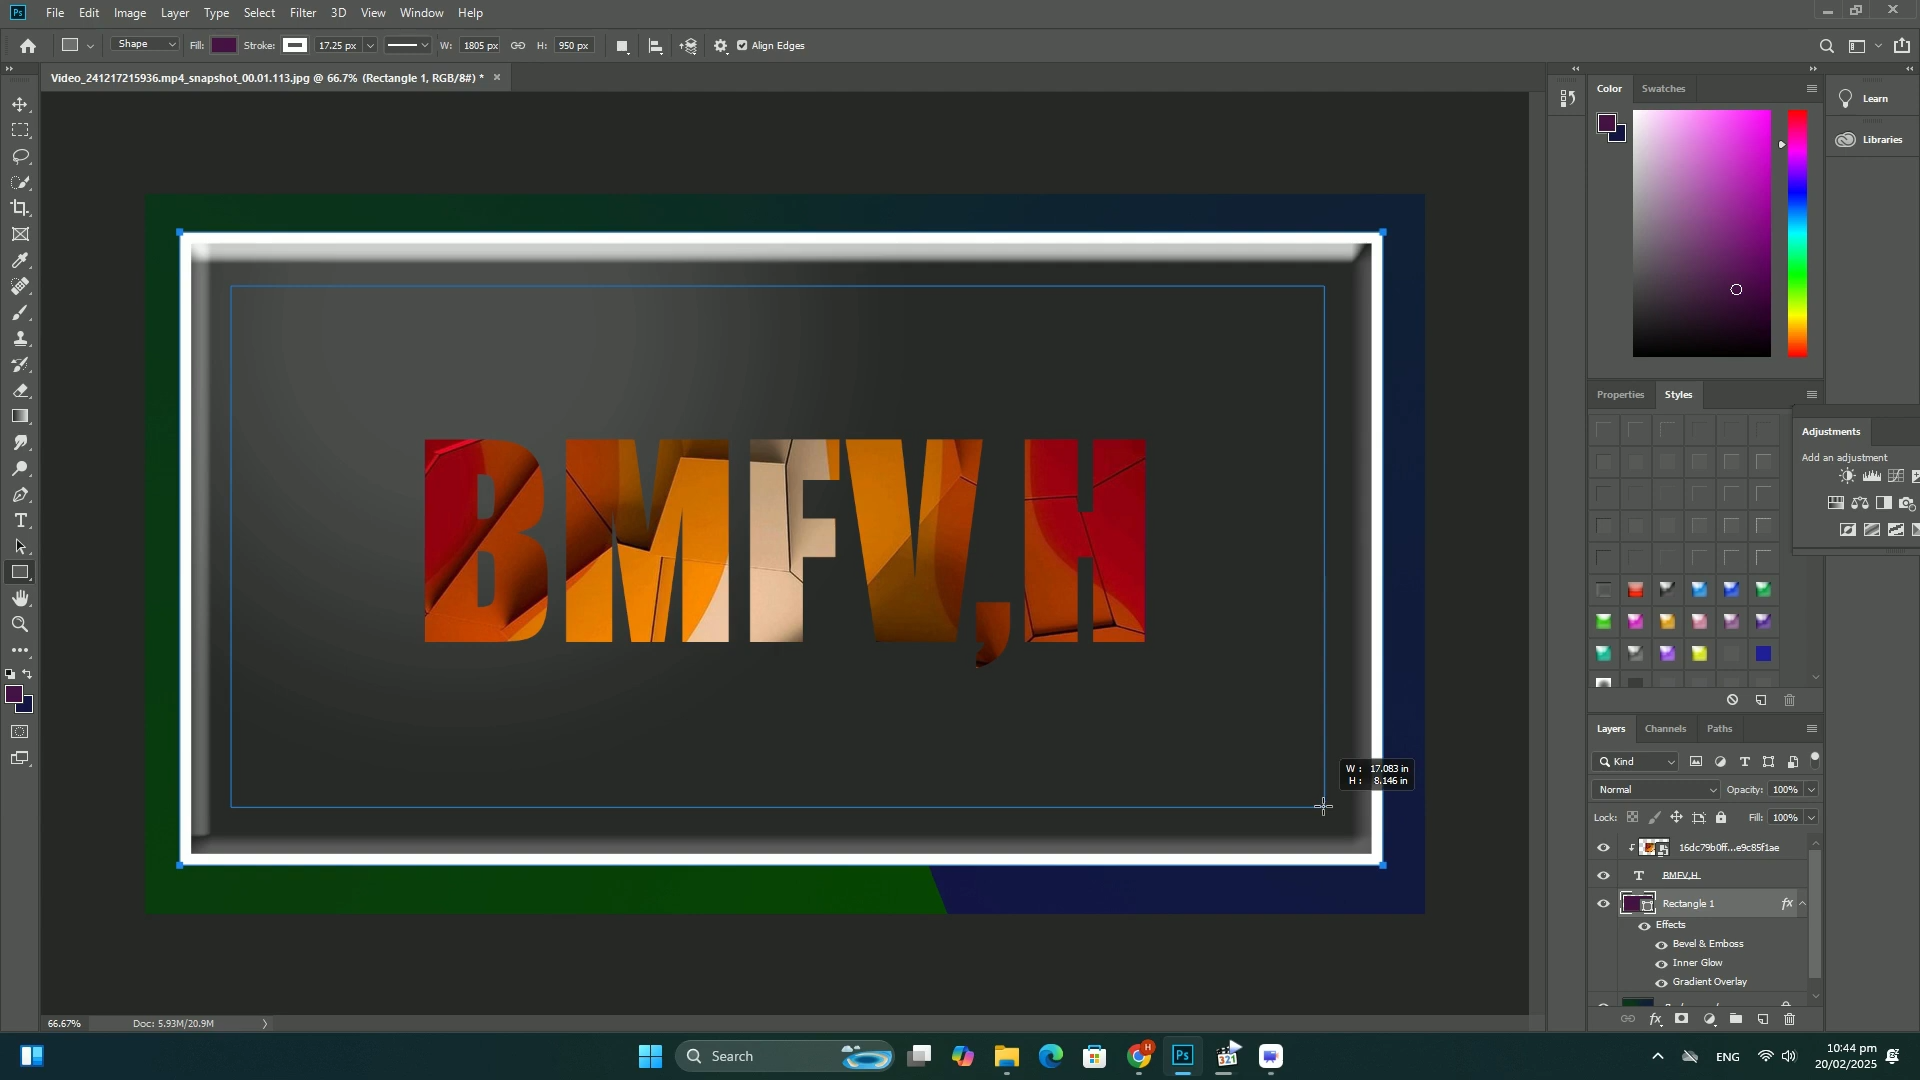 Ps File Edit Image Layer Type Select Filter 3D View Window Help
Shape Fill: Stroke: 17.25 px W: 1805 px H: 950 px Align Edges
Video_241217215936.mp4_snapshot_00.01.113.jpg @ 66.7% (Rectangle 1, RGB/8#) * ×
Color Swatches
Learn
Libraries
Properties Styles
Adjustments
Add an adjustment
BMFV,H
W : 17.083 in
H : 8.146 in
Layers Channels Paths
Kind
Normal Opacity: 100%
Lock: Fill: 100%
16dc79b0ff...e9c85f1ae
BMFV,H
Rectangle 1 fx
Effects
Bevel & Emboss
Inner Glow
Gradient Overlay
66.67% Doc: 5.93M/20.9M
fx
Search
Ps
321
ENG
10:44 pm
20/02/2025